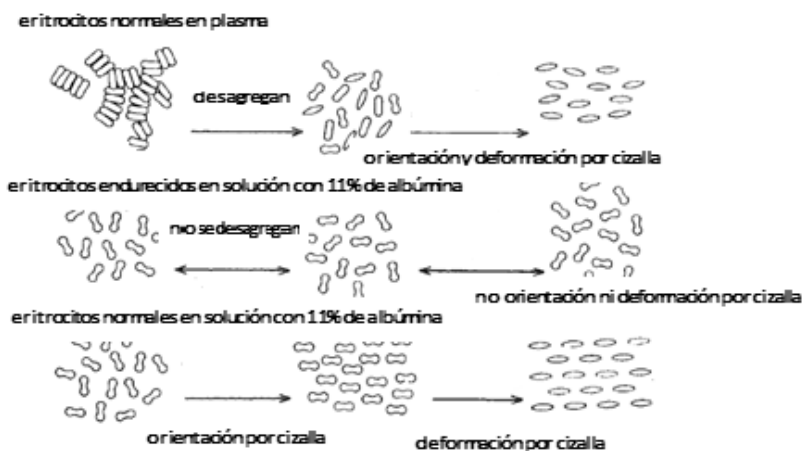 eritrocitos normales en plasma
desagregan
orientación y deformación por cizalla
eritrocitos endurecidos en solución con 11% de albúmina
no se desagregan
no orientación ni deformación por cizalla
eritrocitos normales en solución con 11% de albúmina
orientación por cizalla
deformación por cizalla